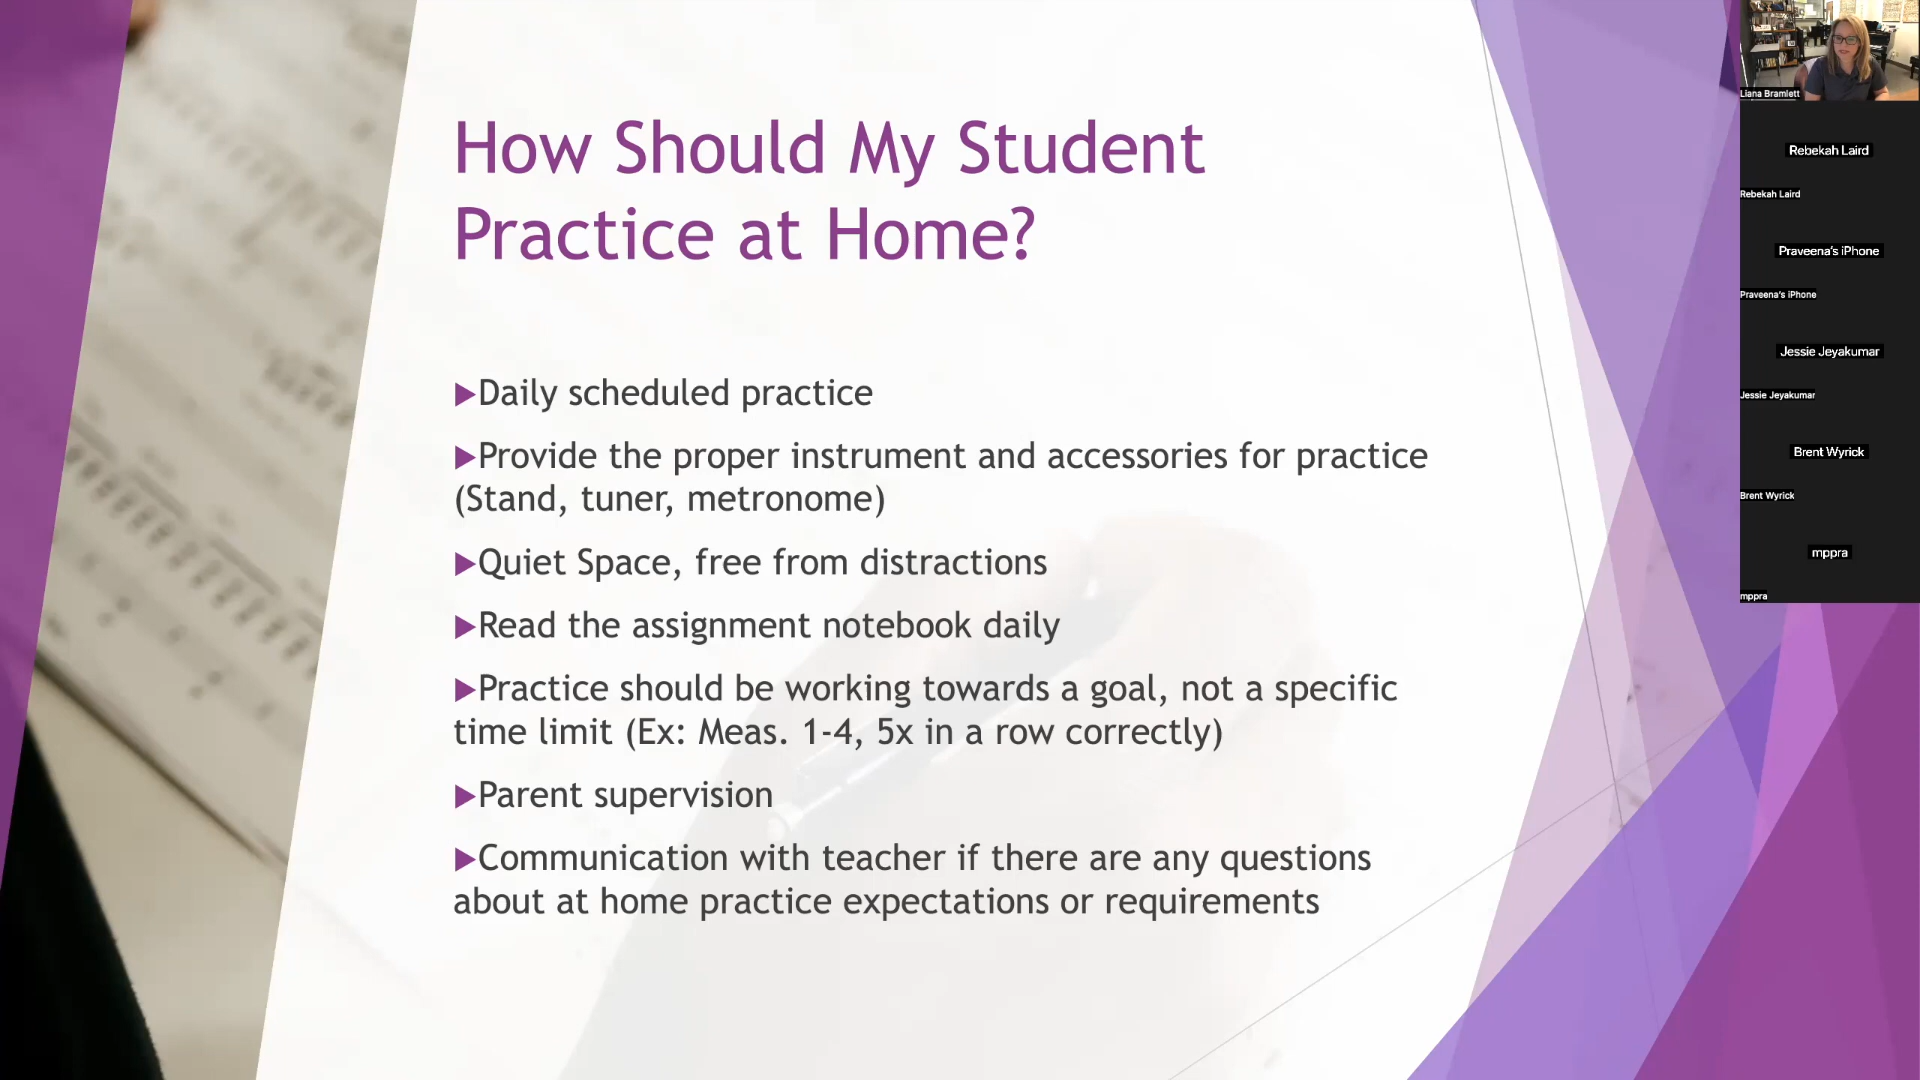 How Should My Student
Practice at Home?
▶Daily scheduled practice
▶Provide the proper instrument and accessories for practice
(Stand, tuner, metronome)
▶Quiet Space, free from distractions
▶Read the assignment notebook daily
▶Practice should be working towards a goal, not a specific
time limit (Ex: Meas. 1-4, 5x in a row correctly)
▶Parent supervision
▶Communication with teacher if there are any questions
about at home practice expectations or requirements
Liana Bramlett
Rebekah Laird
Rebekah Laird
Praveena's iPhone
Praveena's iPhone
Jessie Jeyakumar
Jessie Jeyakumar
Brent Wyrick
Brent Wyrick
mppra
mppra